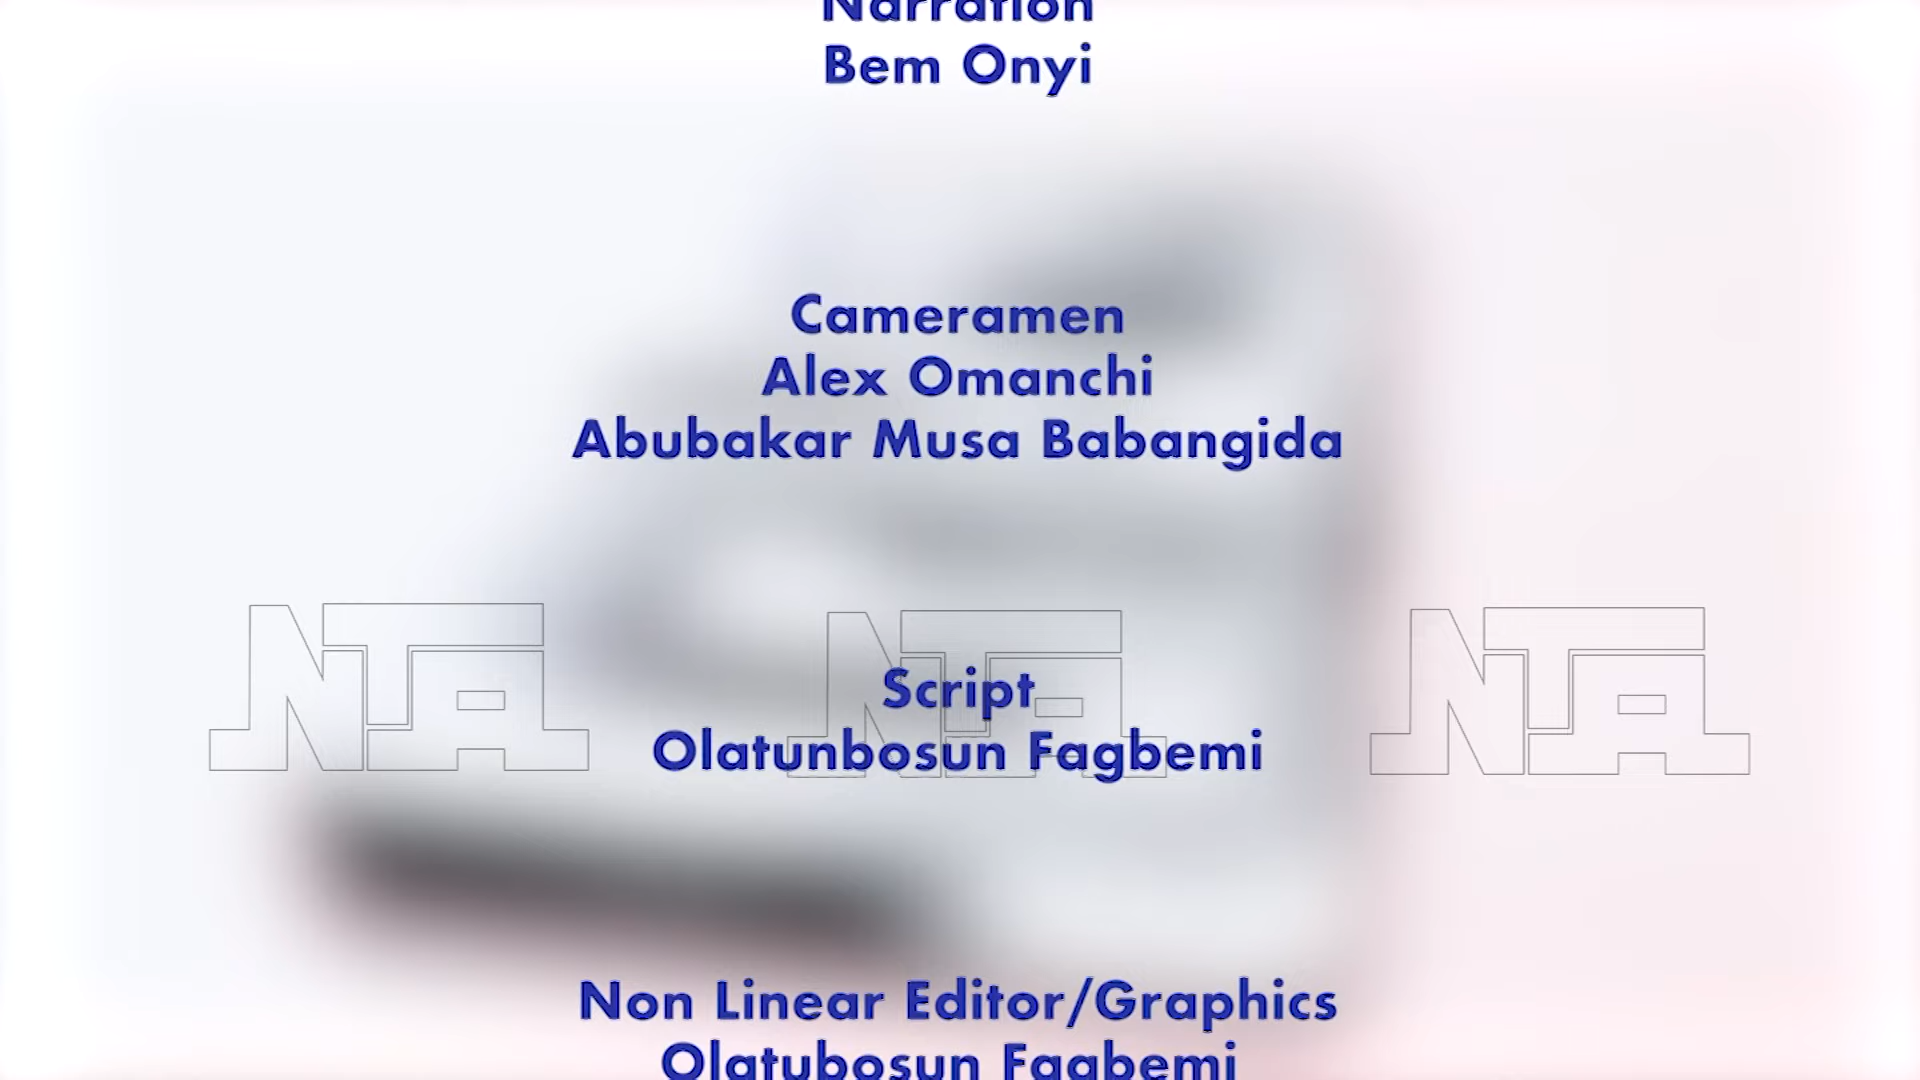 Narration
Bem Onyi
Cameramen
Alex Omanchi
Abubakar Musa Babangida
NTA NTA NTA
Script
Olatunbosun Fagbemi
Non Linear Editor/Graphics
Olatubosun Fagbemi